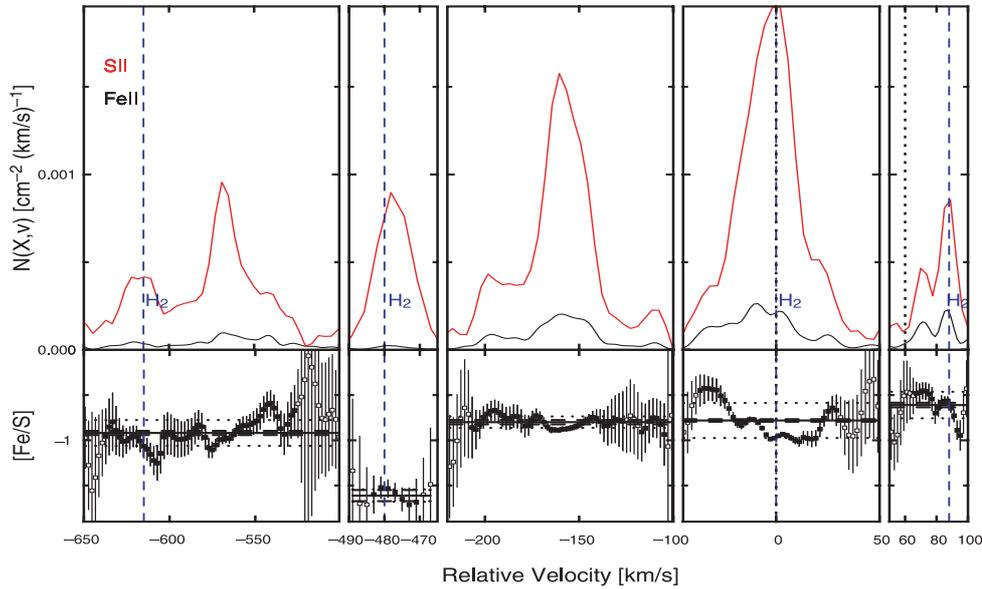 SII
FeII
N(X,v) [cm−2 (km/s)−1]
0.001
0.000
H2
H2
H2
H2
[Fe/S]
−1
−650 −600 −550 −490 −480 −470 −200 −150 −100 0 50 60 80 100
Relative Velocity [km/s]